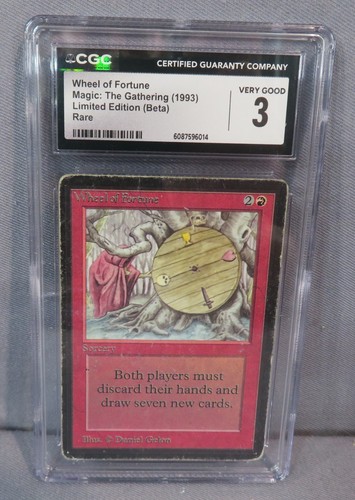 CGC
CERTIFIED GUARANTY COMPANY
Wheel of Fortune
Magic: The Gathering (1993)
Limited Edition (Beta)
Rare
VERY GOOD
3
6087596014
Wheel of Fortune
2
Sorcery
Both players must
discard their hands and
draw seven new cards.
Illus. © Daniel Gelon